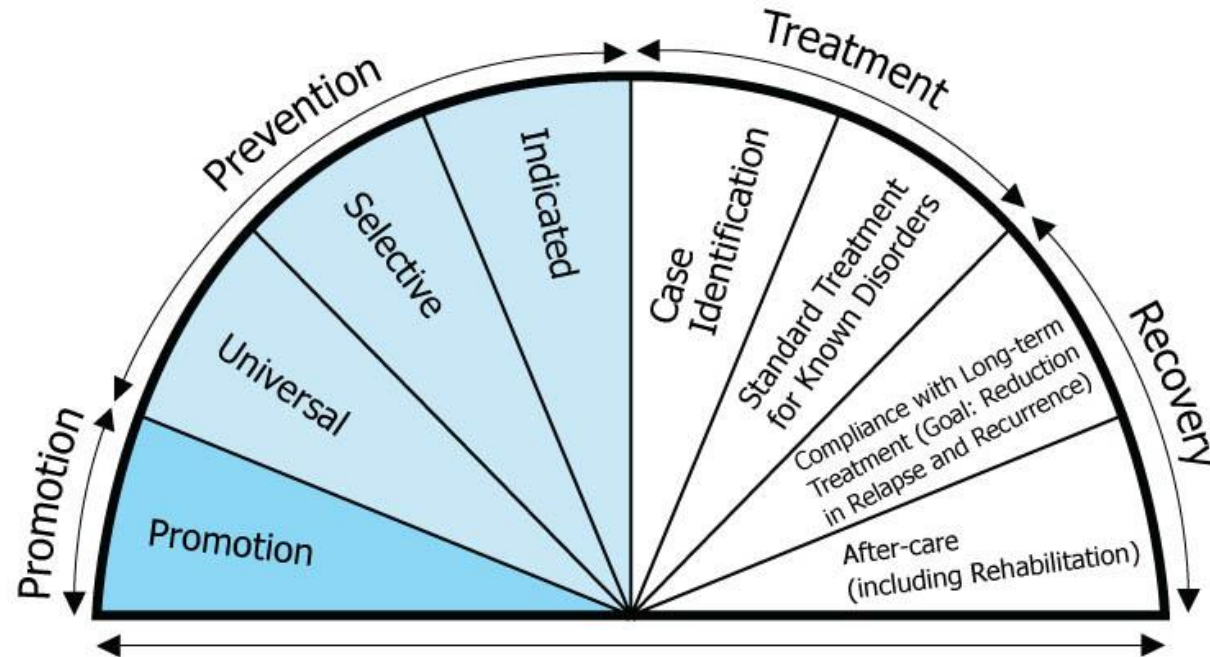 Promotion
Prevention
Treatment
Recovery
Promotion
Universal
Selective
Indicated
Case
Identification
Standard Treatment
for Known Disorders
Compliance with Long-term
Treatment (Goal: Reduction
in Relapse and Recurrence)
After-care
(including Rehabilitation)